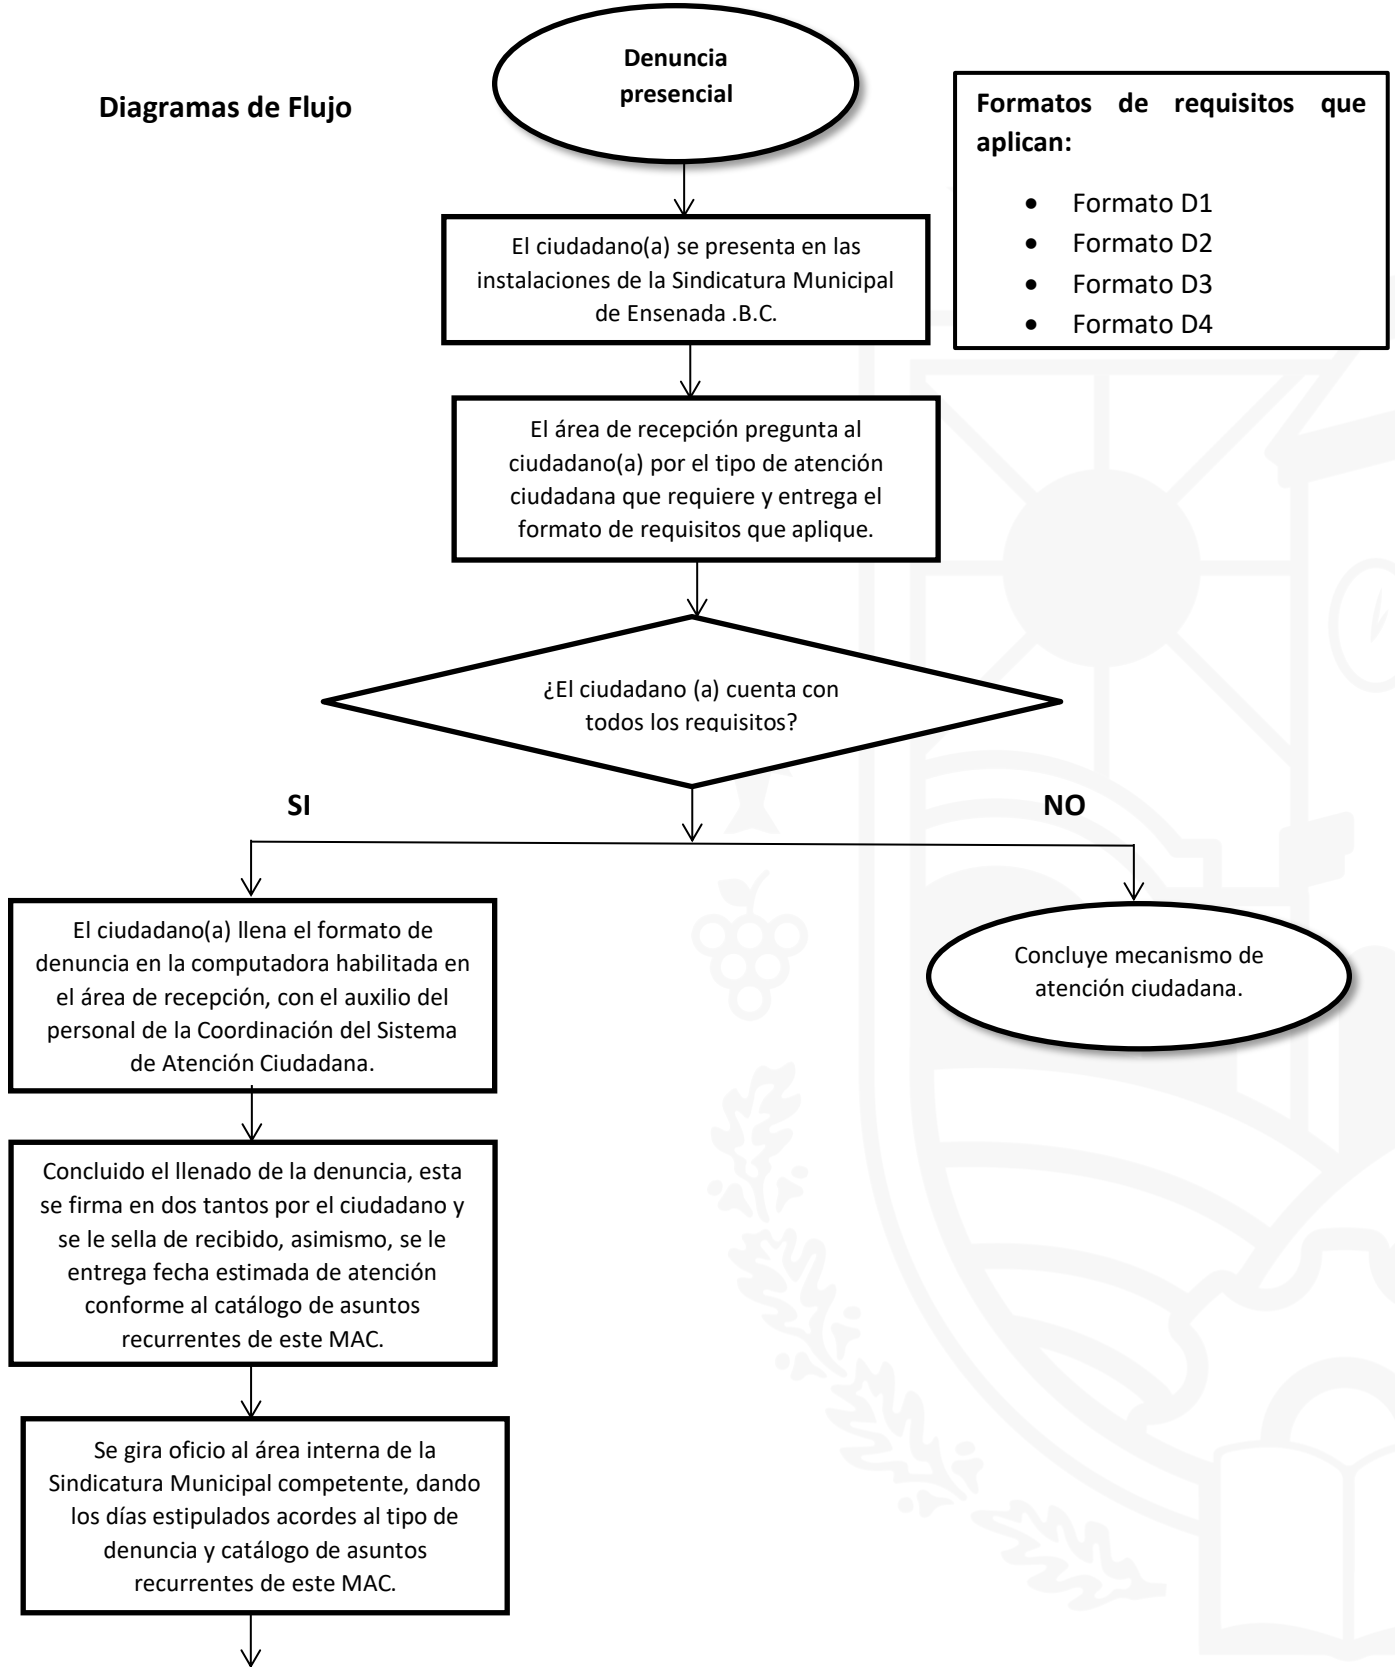 Diagramas de Flujo
Denuncia
presencial
Formatos de requisitos que
aplican:
• Formato D1
• Formato D2
• Formato D3
• Formato D4
El ciudadano(a) se presenta en las
instalaciones de la Sindicatura Municipal
de Ensenada .B.C.
El área de recepción pregunta al
ciudadano(a) por el tipo de atención
ciudadana que requiere y entrega el
formato de requisitos que aplique.
¿El ciudadano (a) cuenta con
todos los requisitos?
SI
NO
El ciudadano(a) llena el formato de
denuncia en la computadora habilitada en
el área de recepción, con el auxilio del
personal de la Coordinación del Sistema
de Atención Ciudadana.
Concluye mecanismo de
atención ciudadana.
Concluido el llenado de la denuncia, esta
se firma en dos tantos por el ciudadano y
se le sella de recibido, asimismo, se le
entrega fecha estimada de atención
conforme al catálogo de asuntos
recurrentes de este MAC.
Se gira oficio al área interna de la
Sindicatura Municipal competente, dando
los días estipulados acordes al tipo de
denuncia y catálogo de asuntos
recurrentes de este MAC.